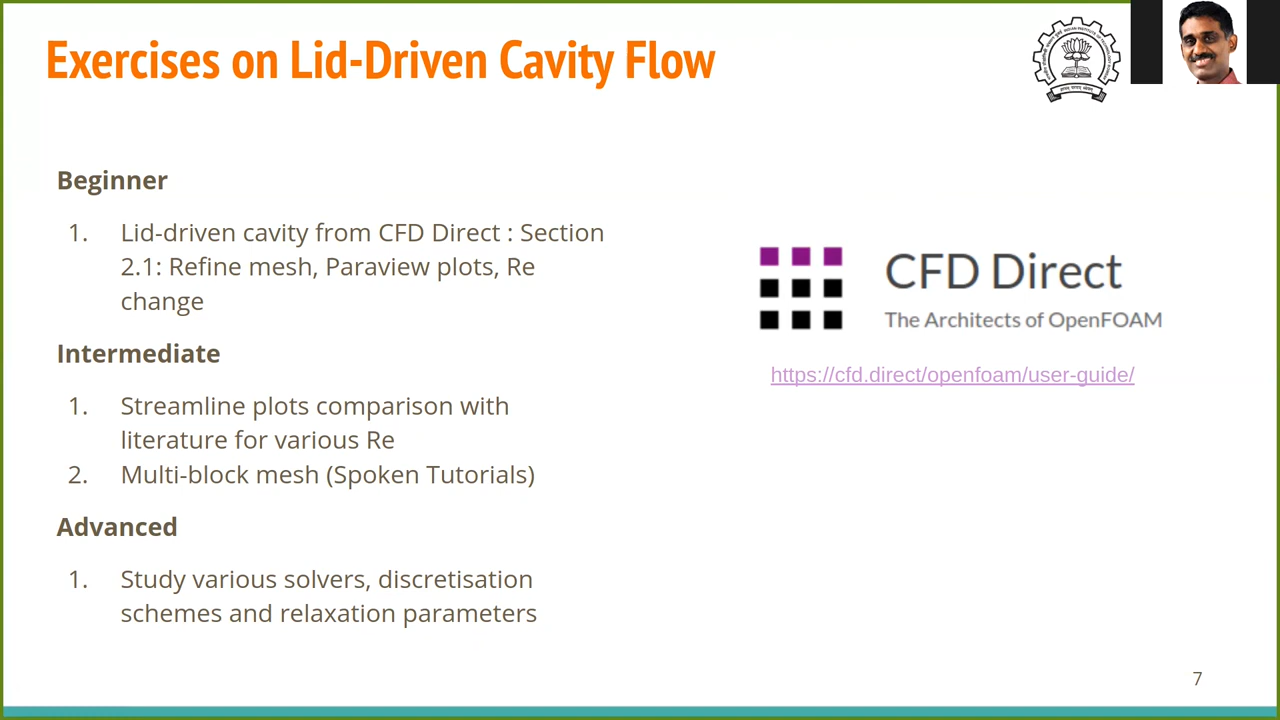 Exercises on Lid-Driven Cavity Flow
Beginner
1. Lid-driven cavity from CFD Direct : Section
2.1: Refine mesh, Paraview plots, Re
change
Intermediate
1. Streamline plots comparison with
literature for various Re
2. Multi-block mesh (Spoken Tutorials)
Advanced
1. Study various solvers, discretisation
schemes and relaxation parameters
CFD Direct
The Architects of OpenFOAM
https://cfd.direct/openfoam/user-guide/
7